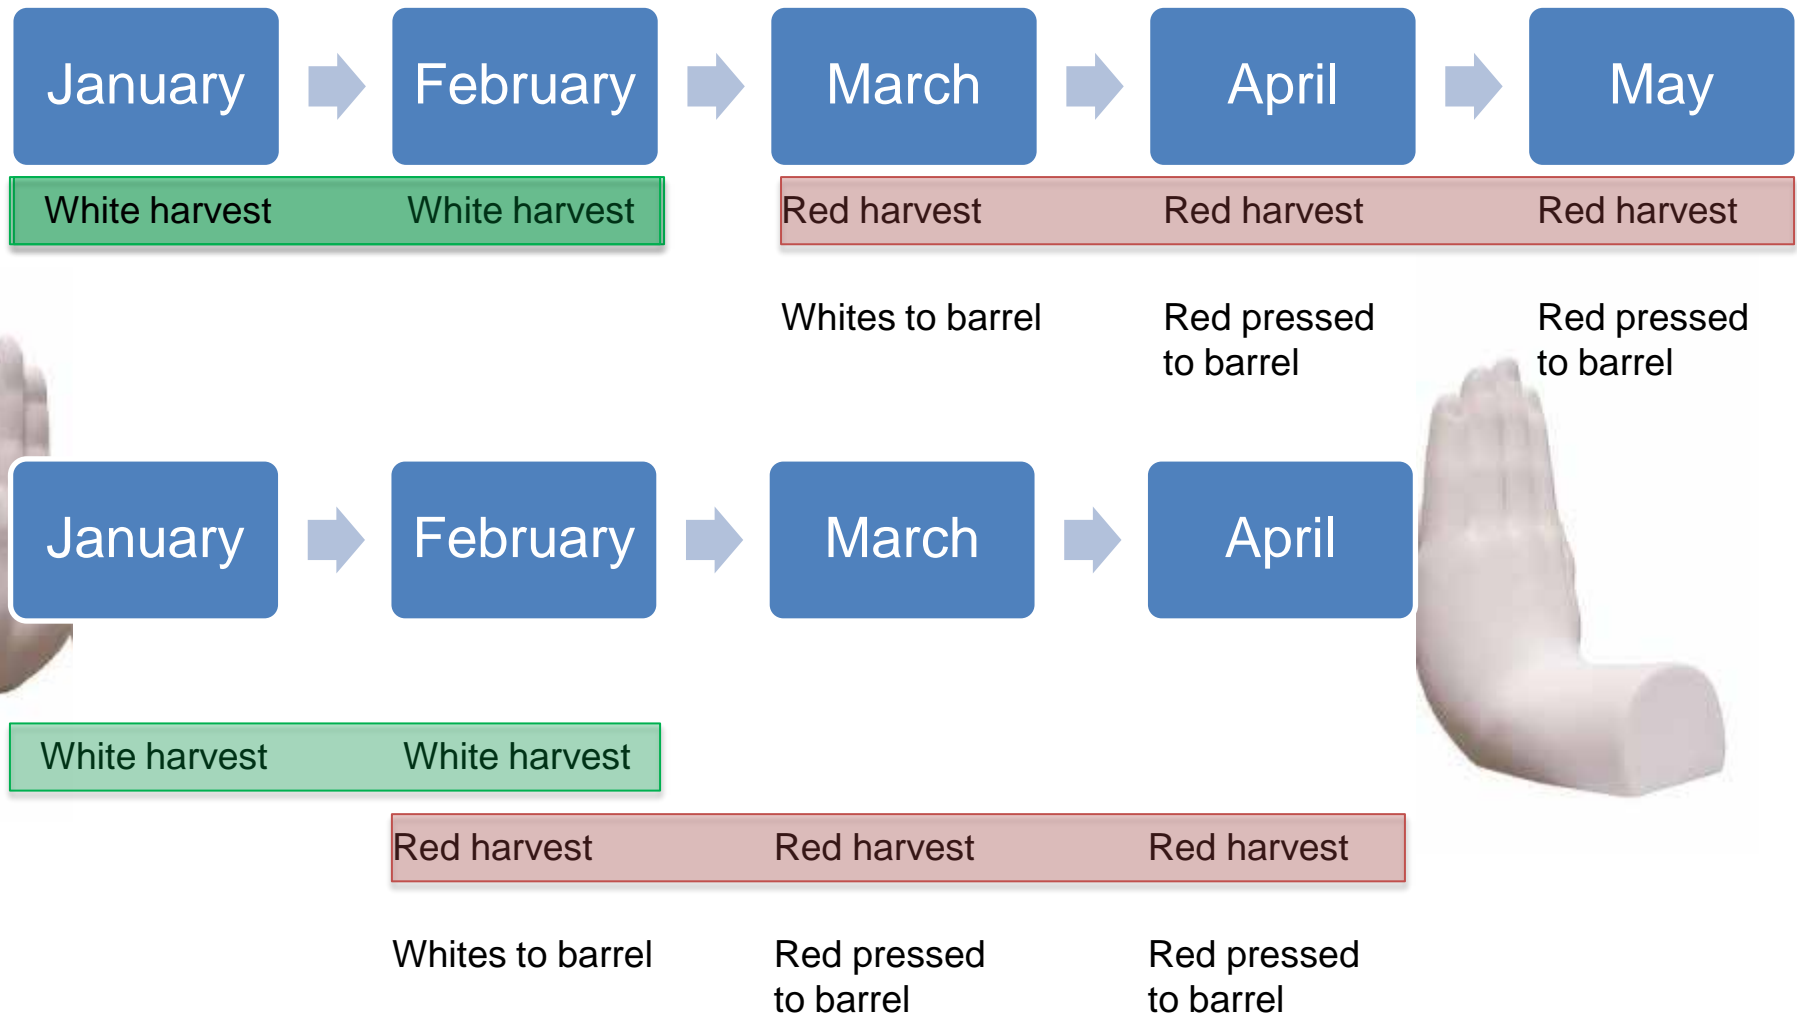 January February March April May
White harvest White harvest Red harvest Red harvest Red harvest
Whites to barrel Red pressed Red pressed
to barrel to barrel
January February March April
White harvest White harvest
Red harvest Red harvest Red harvest
Whites to barrel Red pressed Red pressed
to barrel to barrel